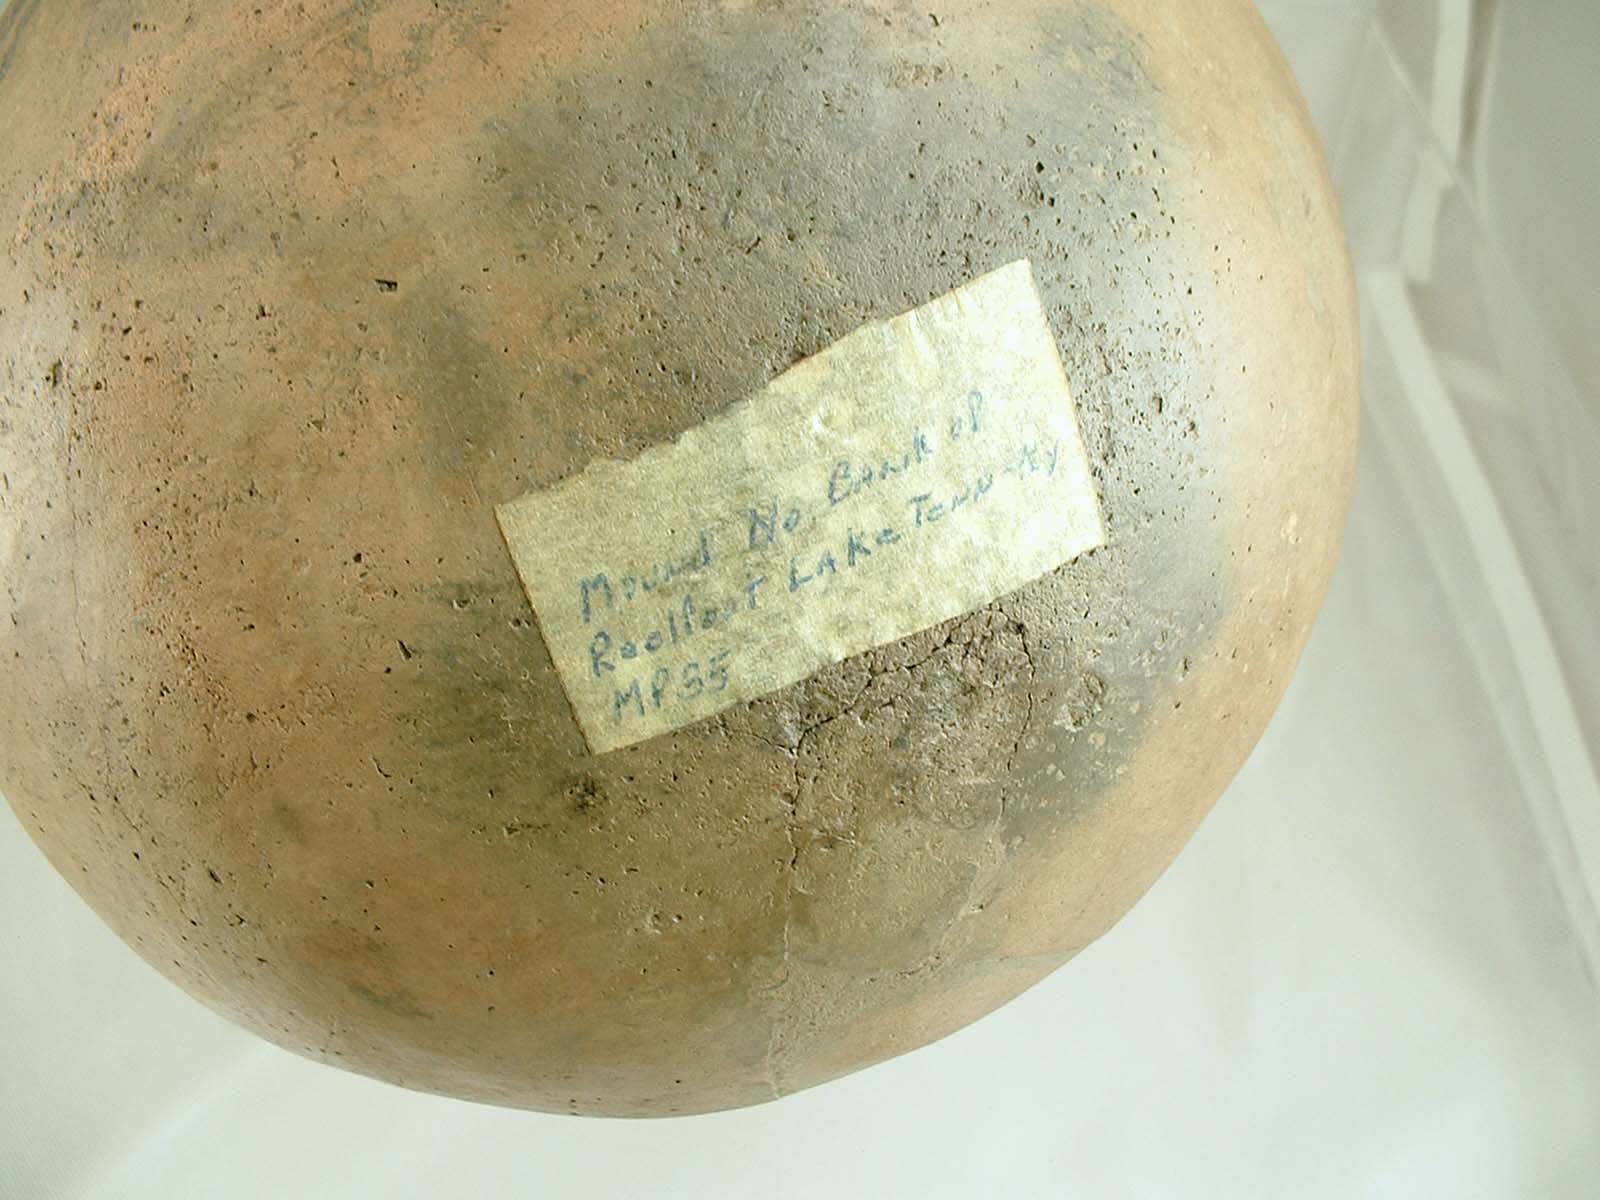 Mound No Bank of
Reelfoot Lake Tenn-Ky
MP35